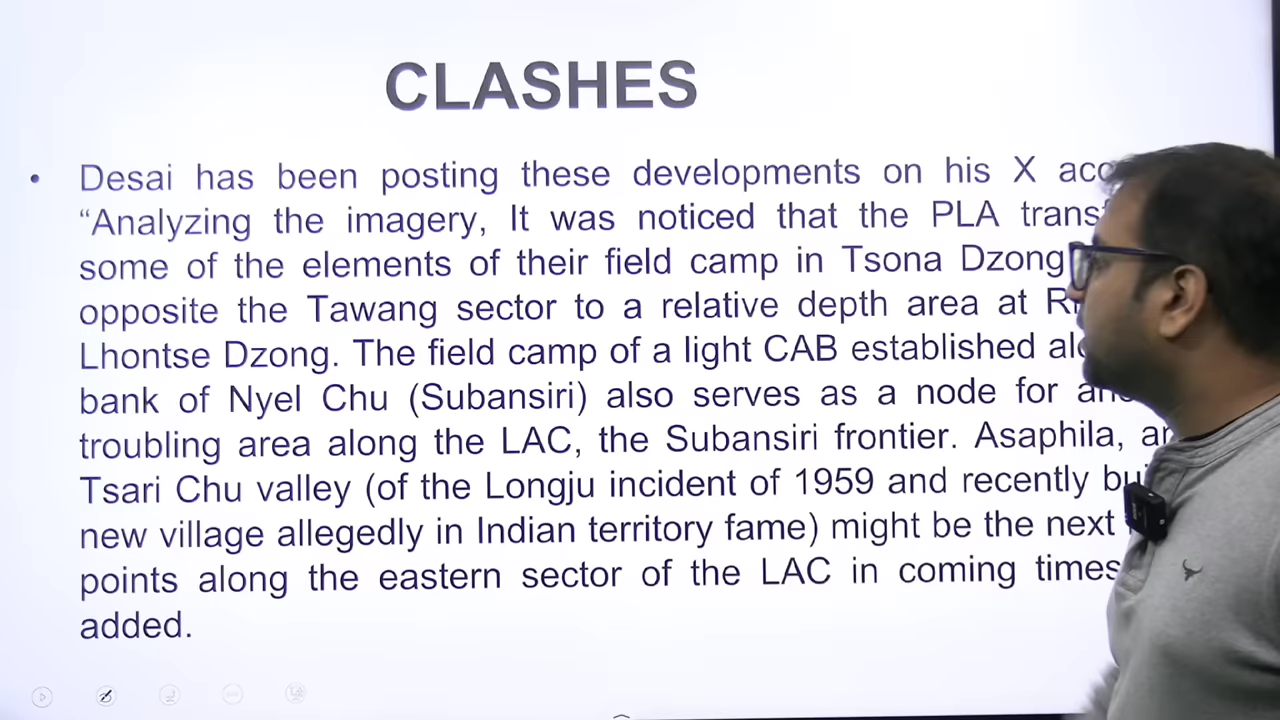 CLASHES
• Desai has been posting these developments on his X
“Analyzing the imagery, It was noticed that the PLA
some of the elements of their field camp in Tsona Dzong
opposite the Tawang sector to a relative depth area at
Lhontse Dzong. The field camp of a light CAB established
bank of Nyel Chu (Subansiri) also serves as a node for
troubling area along the LAC, the Subansiri frontier. Asaphila,
Tsari Chu valley (of the Longju incident of 1959 and recently
new village allegedly in Indian territory fame) might be the next
points along the eastern sector of the LAC in coming times
added.